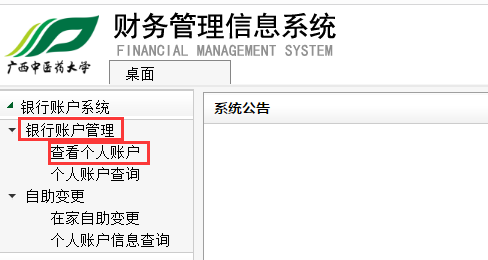 广西中医药大学
财务管理信息系统
FINANCIAL MANAGEMENT SYSTEM
桌面
银行账户系统
银行账户管理
查看个人账户
个人账户查询
自助变更
在家自助变更
个人账户信息查询
系统公告